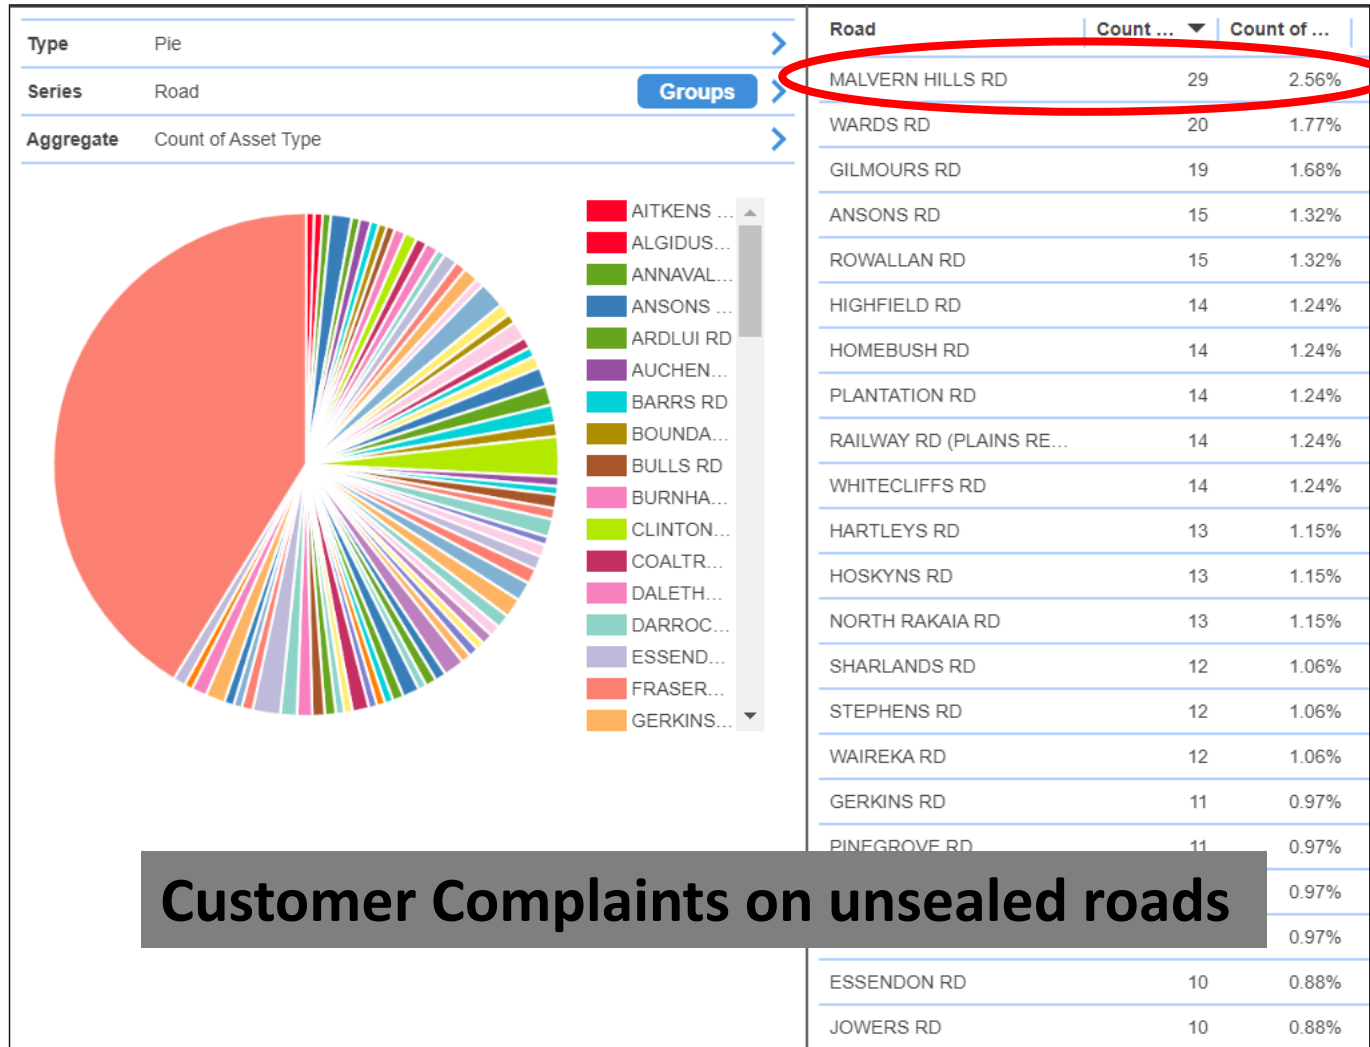 Type Pie
Series Road Groups
Aggregate Count of Asset Type
AITKENS ...
ALGIDUS...
ANNAVAL...
ANSONS ...
ARDLUI RD
AUCHEN...
BARRS RD
BOUNDA...
BULLS RD
BURNHA...
CLINTON...
COALTR...
DALETH...
DARROC...
ESSEND...
FRASER...
GERKINS...
Road Count ... Count of ...
MALVERN HILLS RD 29 2.56%
WARDS RD 20 1.77%
GILMOURS RD 19 1.68%
ANSONS RD 15 1.32%
ROWALLAN RD 15 1.32%
HIGHFIELD RD 14 1.24%
HOMEBUSH RD 14 1.24%
PLANTATION RD 14 1.24%
RAILWAY RD (PLAINS RE... 14 1.24%
WHITECLIFFS RD 14 1.24%
HARTLEYS RD 13 1.15%
HOSKYNS RD 13 1.15%
NORTH RAKAIA RD 13 1.15%
SHARLANDS RD 12 1.06%
STEPHENS RD 12 1.06%
WAIREKA RD 12 1.06%
GERKINS RD 11 0.97%
PINEGROVE RD 11 0.97%
0.97%
0.97%
ESSENDON RD 10 0.88%
JOWERS RD 10 0.88%
Customer Complaints on unsealed roads